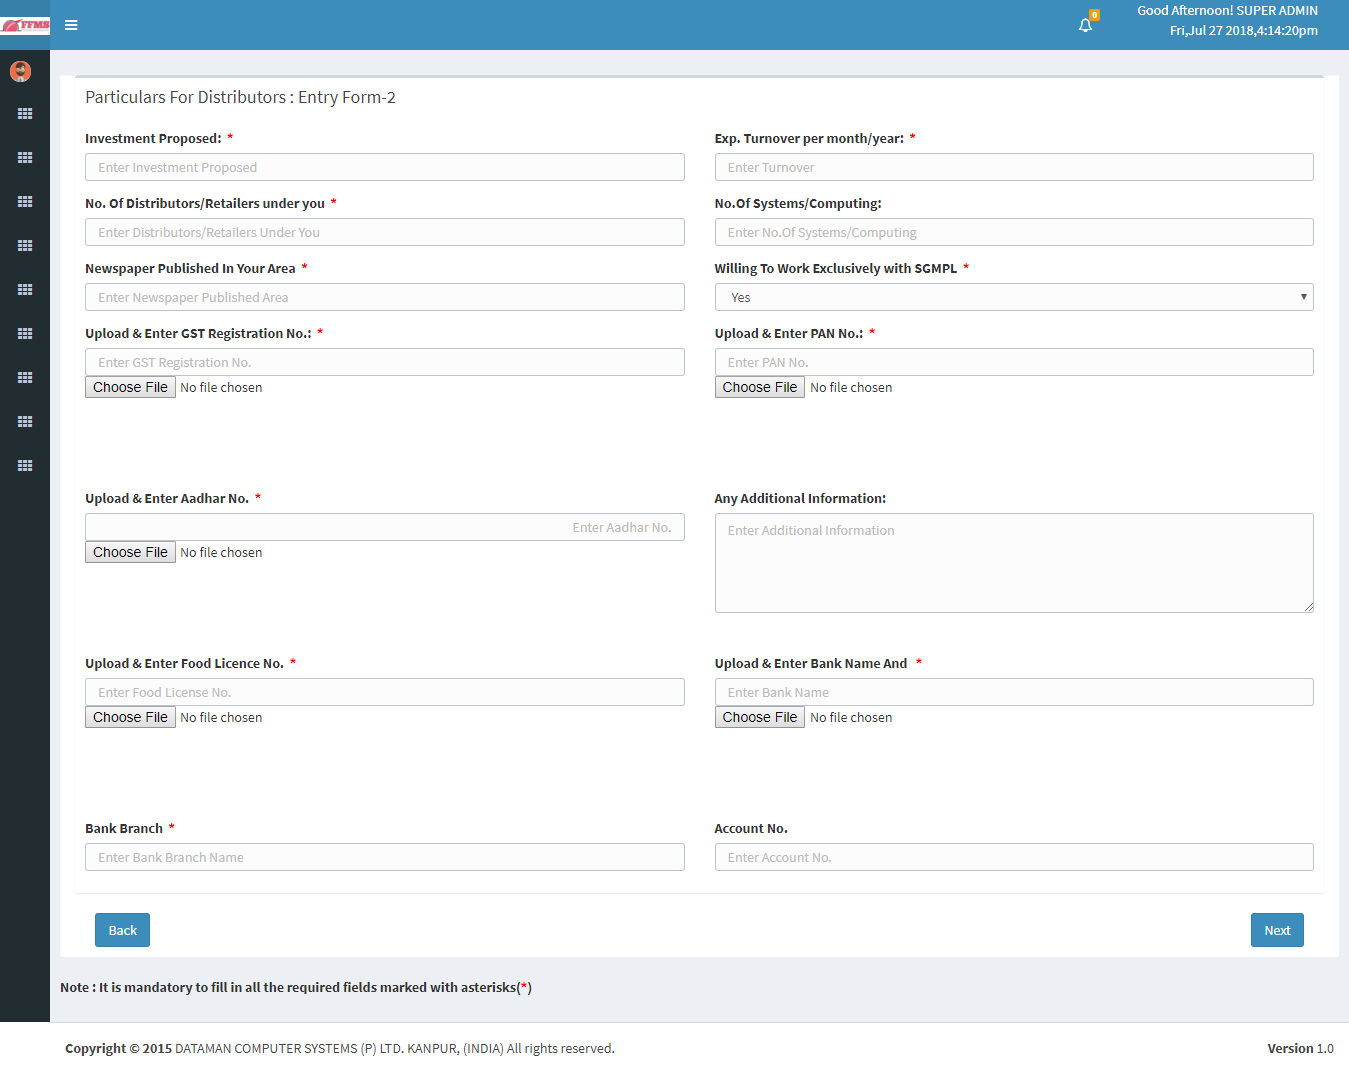 FFMS
0
Good Afternoon! SUPER ADMIN
Fri,Jul 27 2018,4:14:20pm
Particulars For Distributors : Entry Form-2
Investment Proposed: * Exp. Turnover per month/year: *
Enter Investment Proposed Enter Turnover
No. Of Distributors/Retailers under you * No.Of Systems/Computing:
Enter Distributors/Retailers Under You Enter No.Of Systems/Computing
Newspaper Published In Your Area * Willing To Work Exclusively with SGMPL *
Enter Newspaper Published Area Yes
Upload & Enter GST Registration No.: * Upload & Enter PAN No.: *
Enter GST Registration No. Enter PAN No.
Choose File No file chosen Choose File No file chosen
Upload & Enter Aadhar No. * Any Additional Information:
Enter Aadhar No. Enter Additional Information
Choose File No file chosen
Upload & Enter Food Licence No. * Upload & Enter Bank Name And *
Enter Food License No. Enter Bank Name
Choose File No file chosen Choose File No file chosen
Bank Branch * Account No.
Enter Bank Branch Name Enter Account No.
Back Next
Note : It is mandatory to fill in all the required fields marked with asterisks(*)
Copyright © 2015 DATAMAN COMPUTER SYSTEMS (P) LTD. KANPUR, (INDIA) All rights reserved. Version 1.0